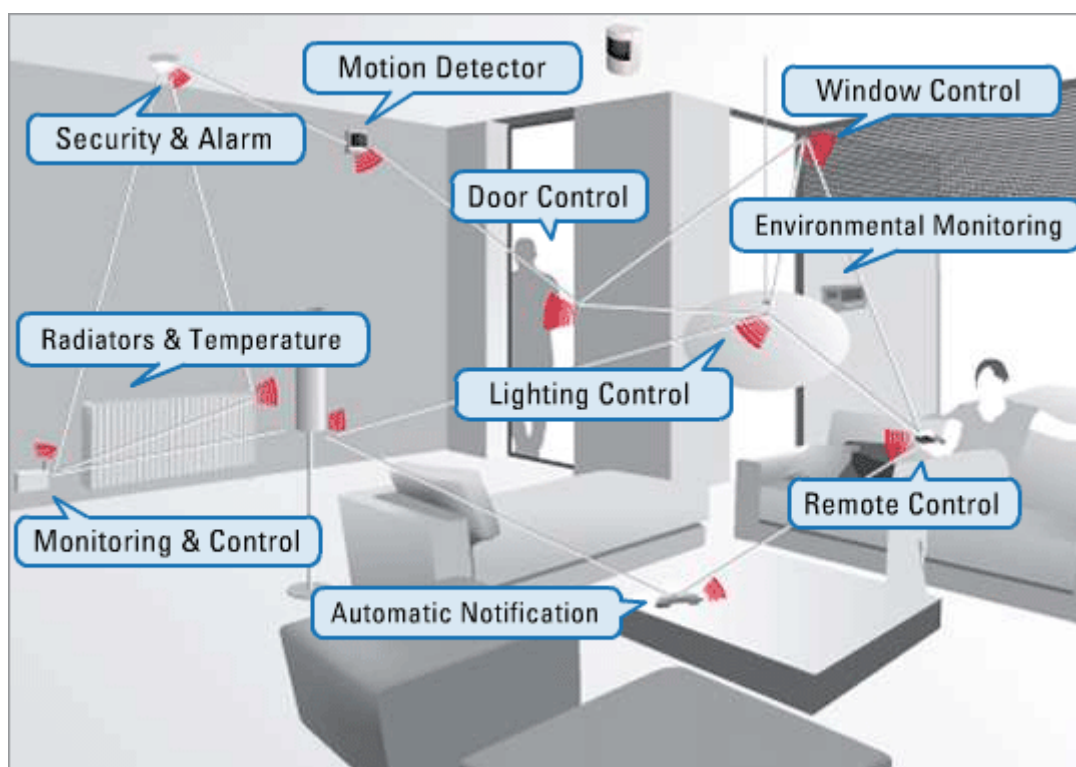 Motion Detector
Window Control
Security & Alarm
Door Control
Environmental Monitoring
Radiators & Temperature
Lighting Control
Remote Control
Monitoring & Control
Automatic Notification